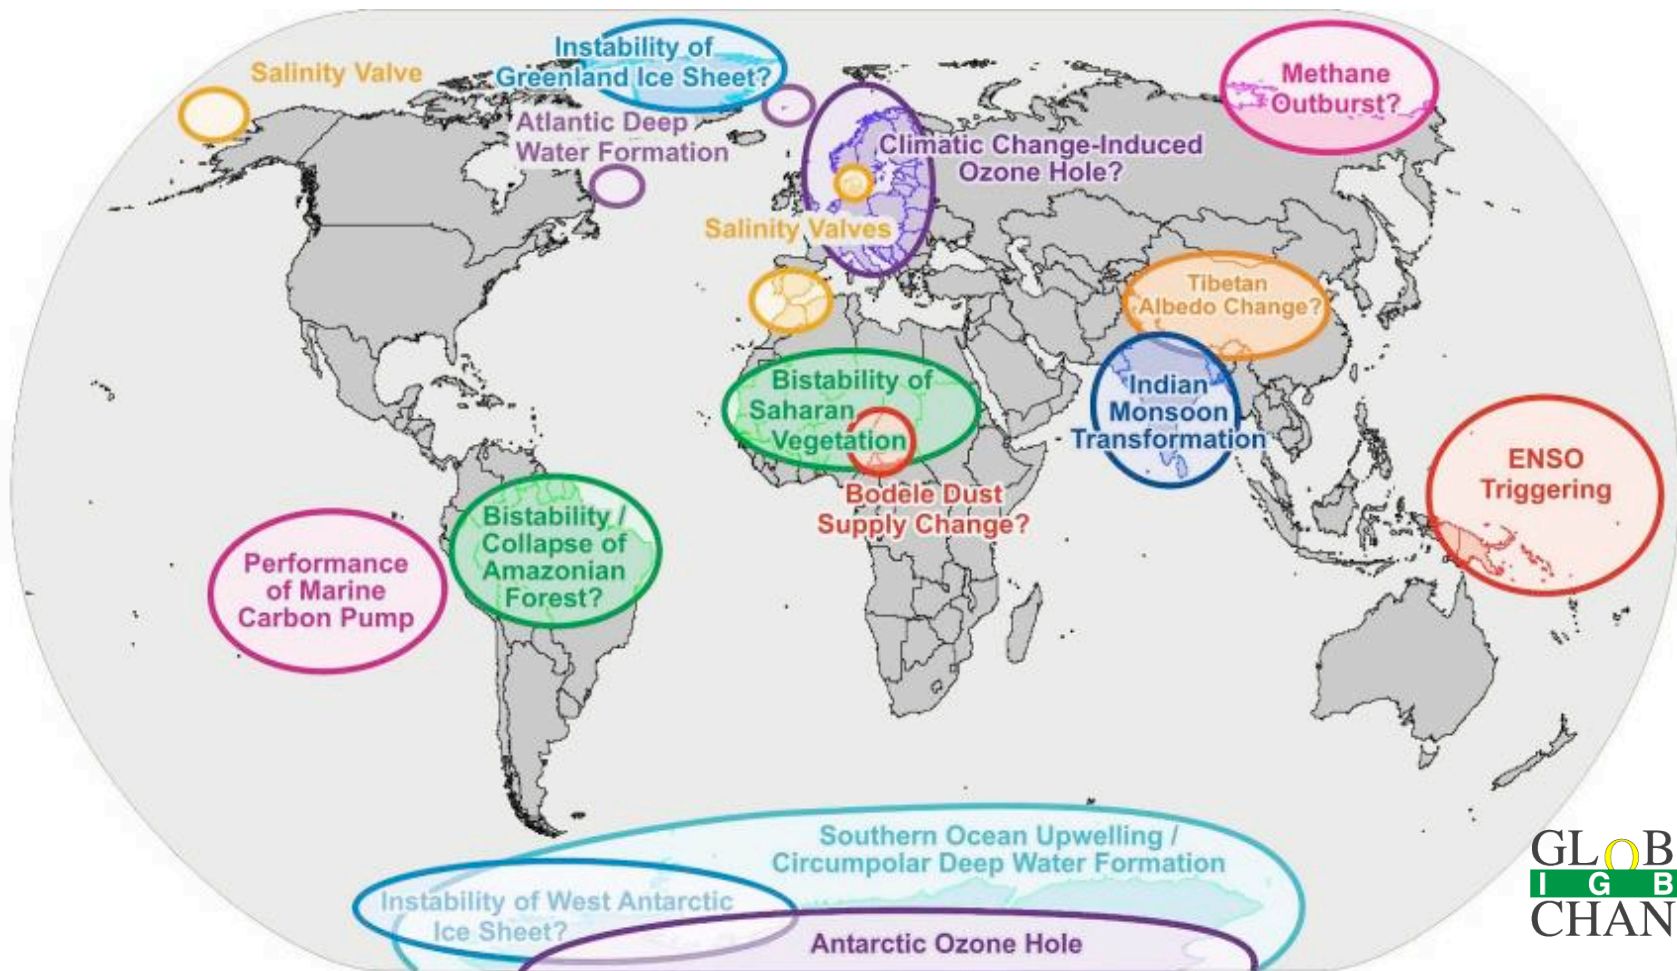 Salinity Valve
Instability of
Greenland Ice Sheet?
Atlantic Deep
Water Formation
Climatic Change-Induced
Ozone Hole?
Methane
Outburst?
Salinity Valves
Tibetan
Albedo Change?
Bistability of
Saharan
Vegetation
Indian
Monsoon
Transformation
Bodele Dust
Supply Change?
ENSO
Triggering
Performance
of Marine
Carbon Pump
Bistability /
Collapse of
Amazonian
Forest?
Southern Ocean Upwelling /
Circumpolar Deep Water Formation
Instability of West Antarctic
Ice Sheet?
Antarctic Ozone Hole
GLOB
I G B
CHAN